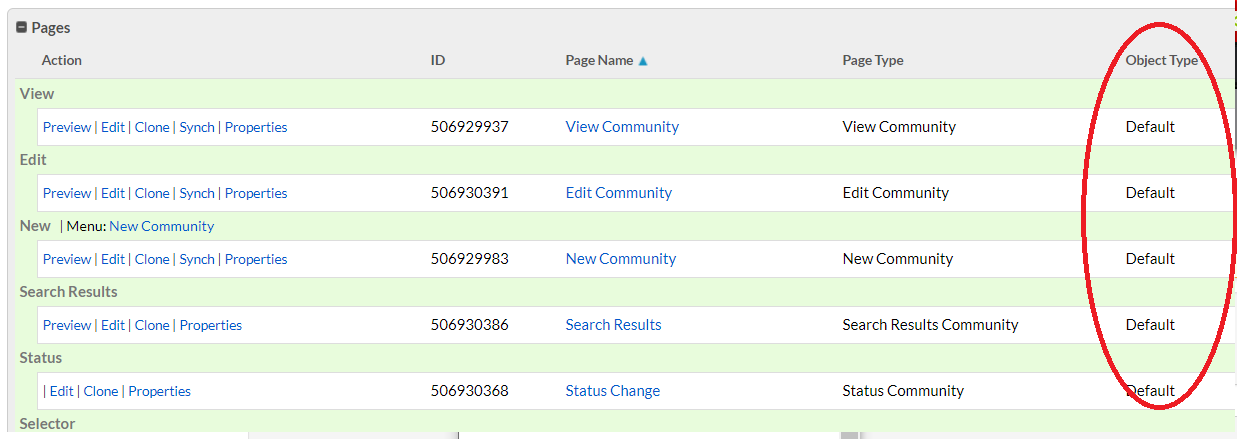 Pages
Action ID Page Name Page Type Object Type
View
Preview | Edit | Clone | Synch | Properties 506929937 View Community View Community Default
Edit
Preview | Edit | Clone | Synch | Properties 506930391 Edit Community Edit Community Default
New | Menu: New Community
Preview | Edit | Clone | Synch | Properties 506929983 New Community New Community Default
Search Results
Preview | Edit | Clone | Properties 506930386 Search Results Search Results Community Default
Status
| Edit | Clone | Properties 506930368 Status Change Status Community Default
Selector